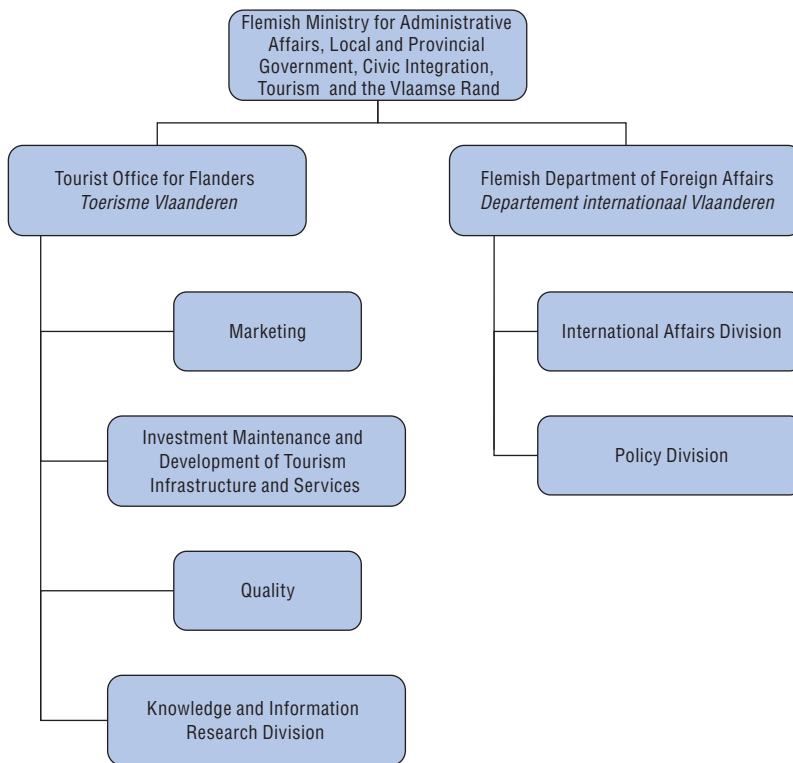 Flemish Ministry for Administrative
Affairs, Local and Provincial
Government, Civic Integration,
Tourism and the Vlaamse Rand
Tourist Office for Flanders
Toerisme Vlaanderen
Flemish Department of Foreign Affairs
Departement internationaal Vlaanderen
Marketing
International Affairs Division
Investment Maintenance and
Development of Tourism
Infrastructure and Services
Policy Division
Quality
Knowledge and Information
Research Division